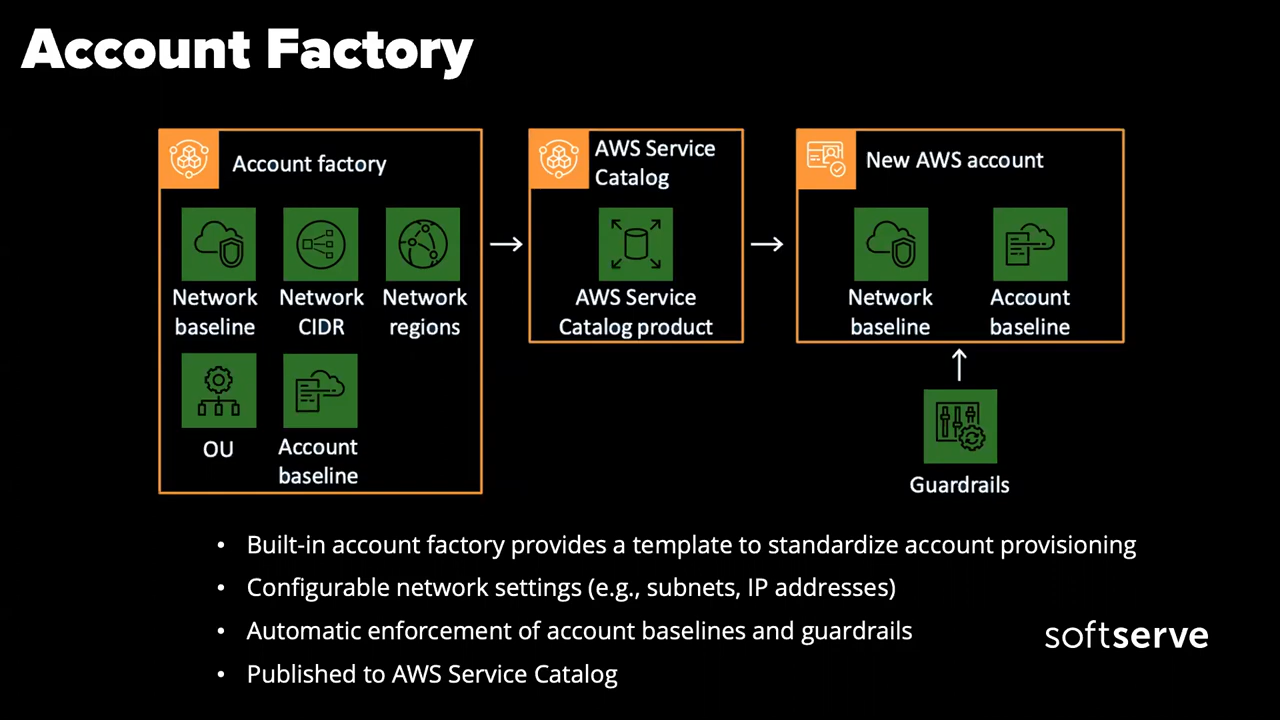 Account Factory
Account factory
Network
baseline
Network
CIDR
Network
regions
OU
Account
baseline
AWS Service
Catalog
AWS Service
Catalog product
New AWS account
Network
baseline
Account
baseline
Guardrails
• Built-in account factory provides a template to standardize account provisioning
• Configurable network settings (e.g., subnets, IP addresses)
• Automatic enforcement of account baselines and guardrails
• Published to AWS Service Catalog
softserve